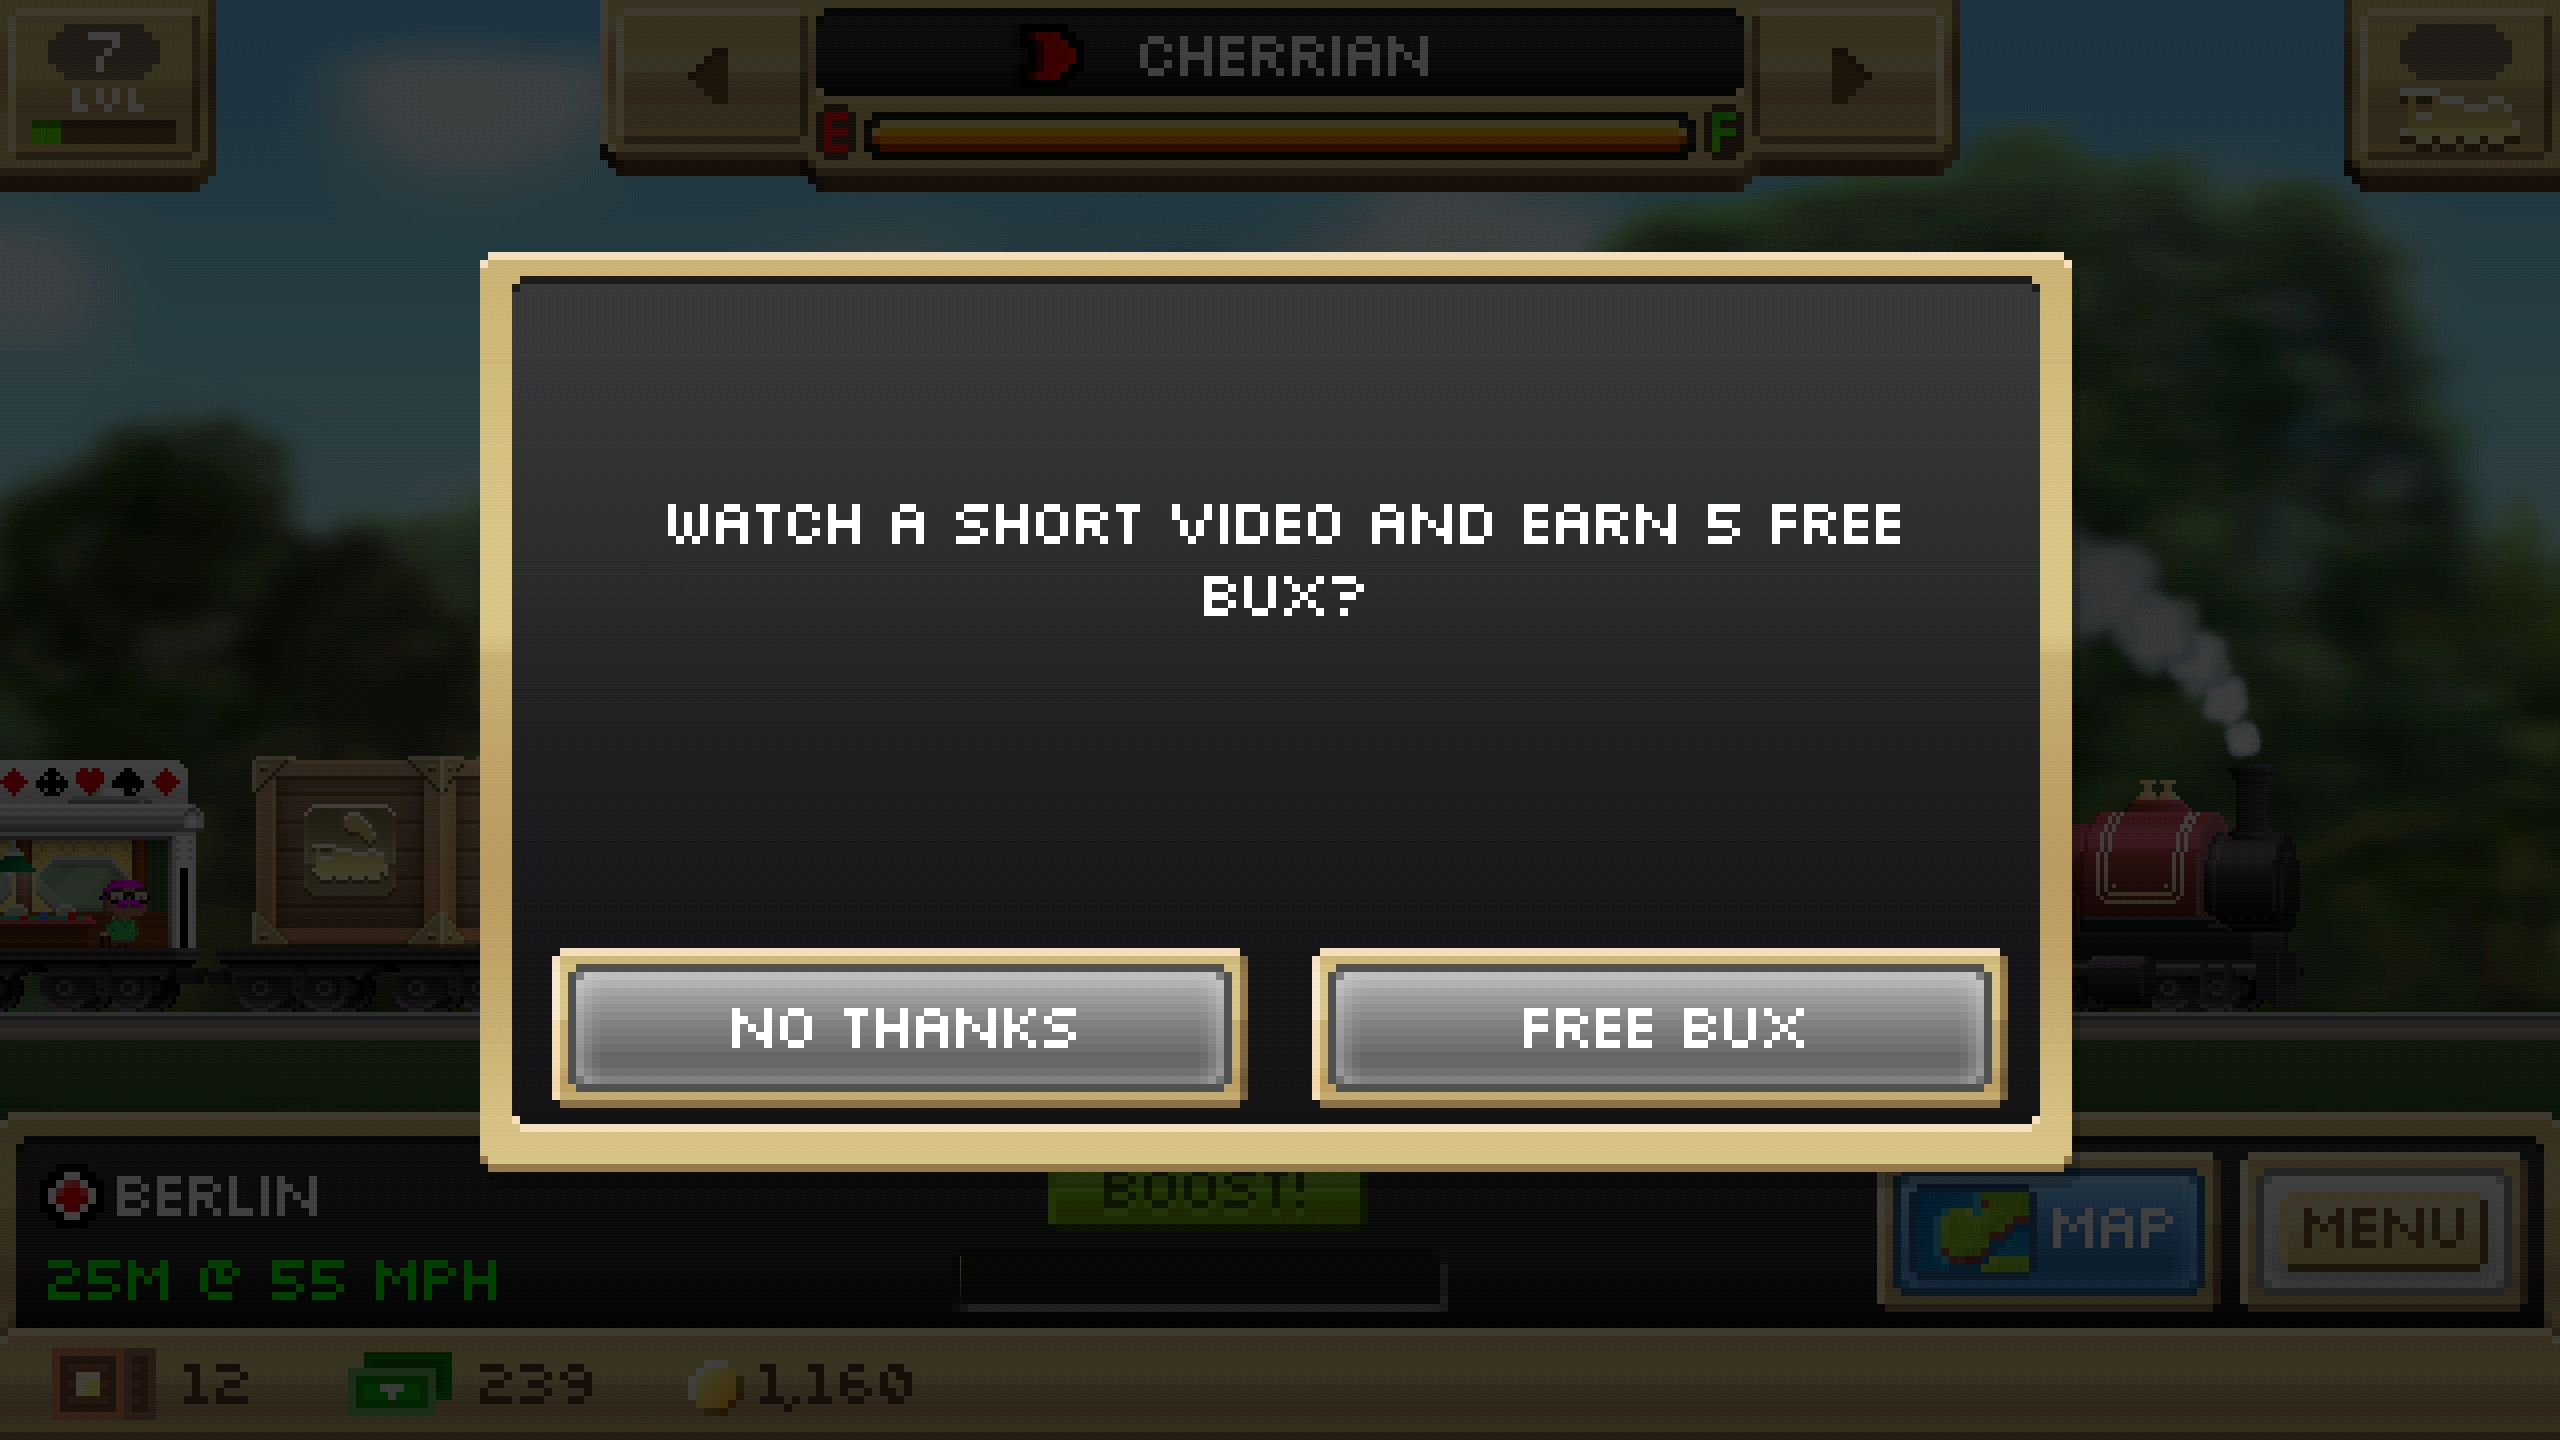 7
LVL
CHERRIAN
E F
WATCH A SHORT VIDEO AND EARN 5 FREE
BUX?
NO THANKS
FREE BUX
BERLIN
25M @ 55 MPH
BOOST!
MAP
MENU
12
239
1,160